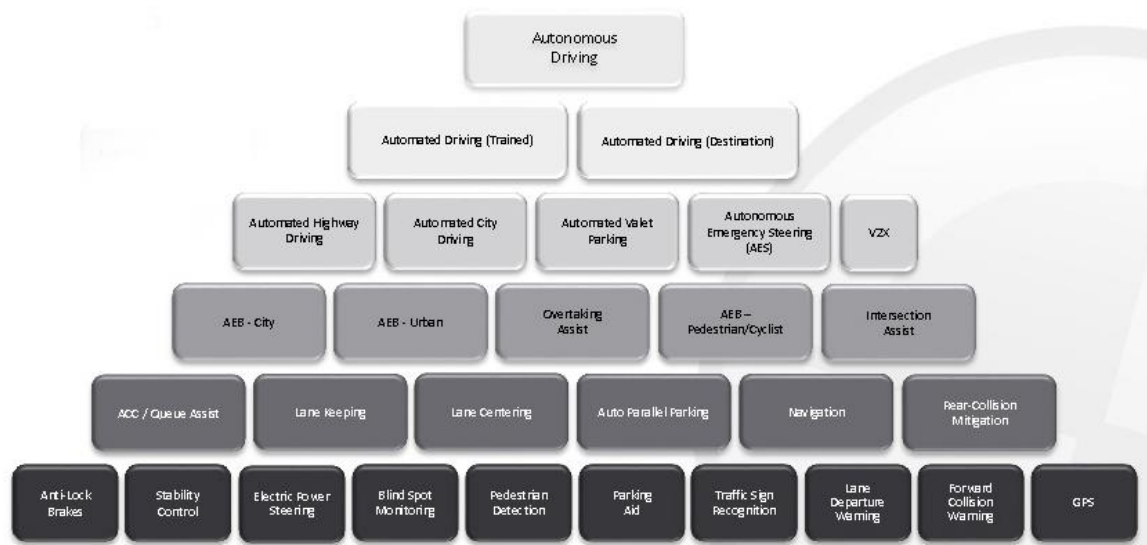 Autonomous
Driving
Automated Driving (Trained)
Automated Driving (Destination)
Automated Highway
Driving
Automated City
Driving
Automated Valet
Parking
Autonomous
Emergency Steering
(AES)
V2X
AEB - City
AEB - Urban
Overtaking
Assist
AEB –
Pedestrian/Cyclist
Intersection
Assist
ACC / Queue Assist
Lane Keeping
Lane Centering
Auto Parallel Parking
Navigation
Rear-Collision
Mitigation
Anti-Lock
Brakes
Stability
Control
Electric Power
Steering
Blind Spot
Monitoring
Pedestrian
Detection
Parking
Aid
Traffic Sign
Recognition
Lane
Departure
Warning
Forward
Collision
Warning
GPS